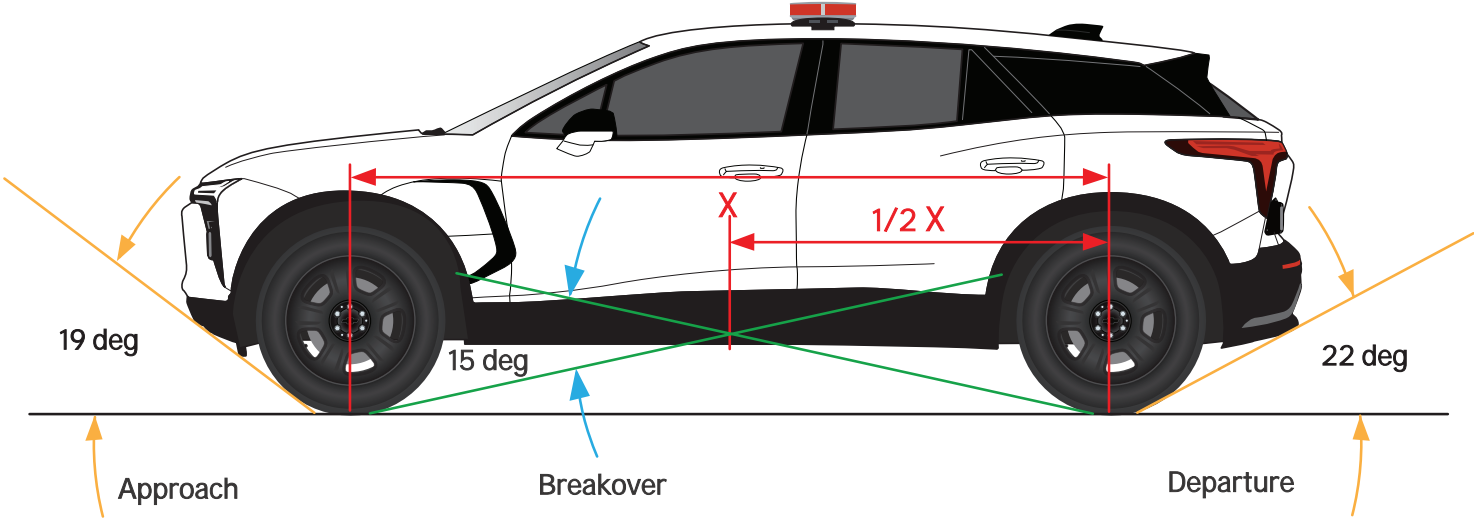 X
1/2 X
19 deg
15 deg
22 deg
Approach
Breakover
Departure